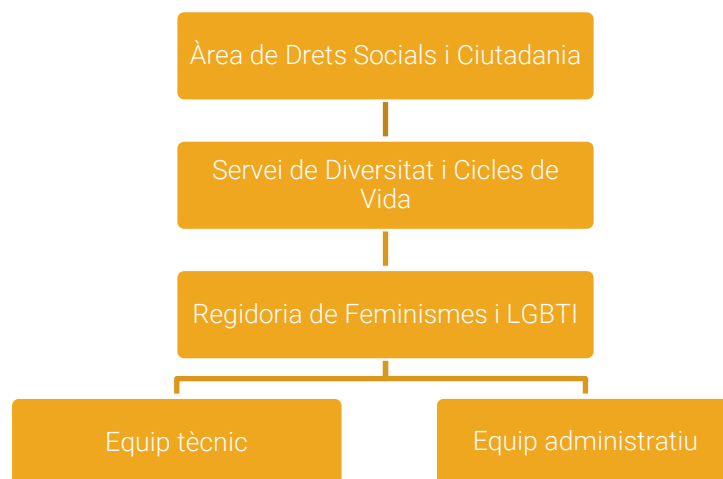 Àrea de Drets Socials i Ciutadania
Servei de Diversitat i Cicles de
Vida
Regidoria de Feminismes i LGBTI
Equip tècnic
Equip administratiu